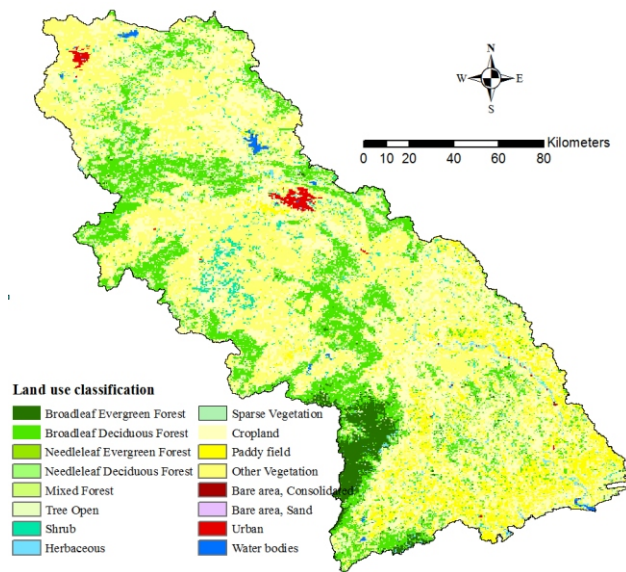 N
W E
S
Kilometers
0 10 20 40 60 80
Land use classification
Broadleaf Evergreen Forest
Broadleaf Deciduous Forest
Needleleaf Evergreen Forest
Needleleaf Deciduous Forest
Mixed Forest
Tree Open
Shrub
Herbaceous
Sparse Vegetation
Cropland
Paddy field
Other Vegetation
Bare area, Consolidated
Bare area, Sand
Urban
Water bodies